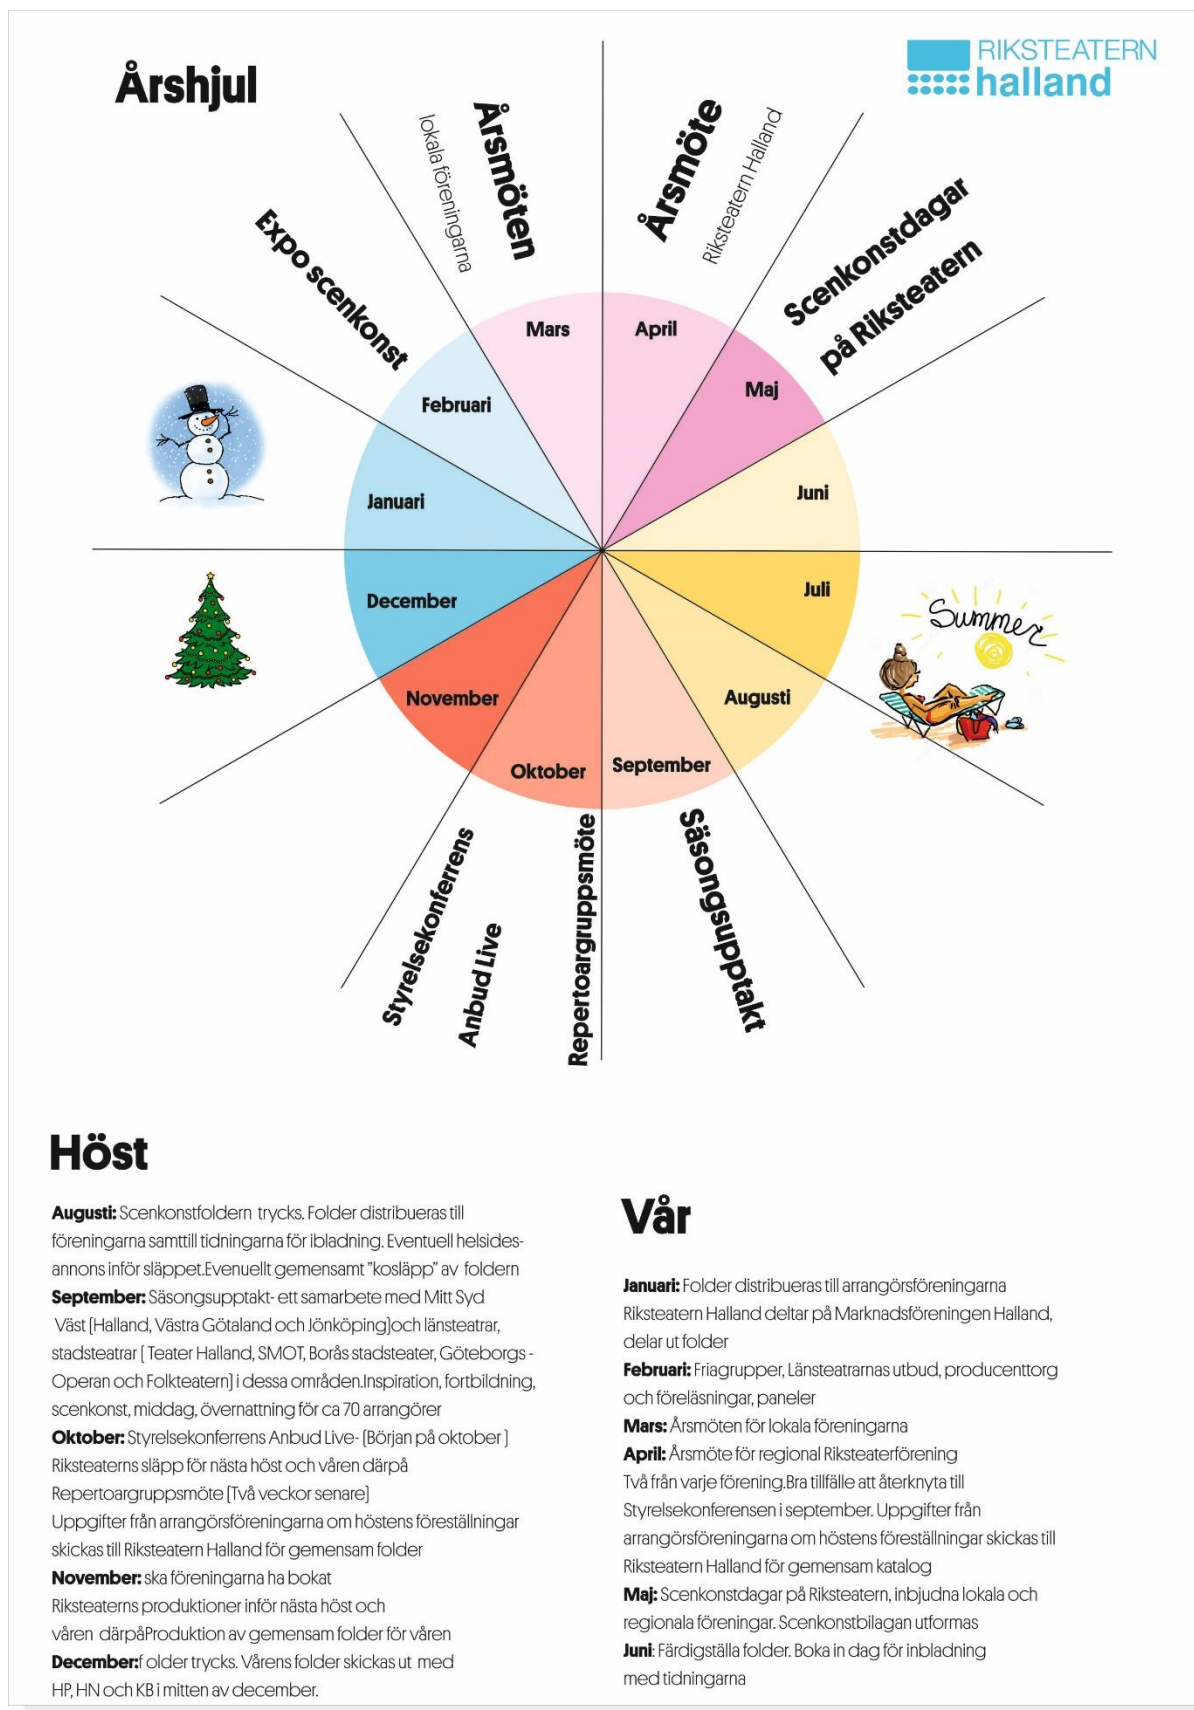 Årshjul
RIKSTEATERN
halland
Årsmöten
lokala föreningarna
Årsmöte
Riksteatern Halland
Expo scenkonst
Scenkonstdagar
på Riksteatern
Mars
April
Februari
Maj
Januari
Juni
December
Juli
Summer
November
Augusti
Oktober
September
Styrelsekonferrens
Anbud Live
Repertoargruppsmöte
Säsongsupptakt
Höst
Augusti: Scenkonstfoldern trycks. Folder distribueras till
föreningarna samttill tidningarna för ibladning. Eventuell helsides-
annons inför släppet.Evenuellt gemensamt "kosläpp" av foldern
September: Säsongsupptakt- ett samarbete med Mitt Syd
Väst (Halland, Västra Götaland och Jönköping)och länsteatrar,
stadsteatrar ( Teater Halland, SMOT, Borås stadsteater, Göteborgs -
Operan och Folkteatern) i dessa områden.Inspiration, fortbildning,
scenkonst, middag, övernattning för ca 70 arrangörer
Oktober: Styrelsekonferrens Anbud Live- (Början på oktober )
Riksteaterns släpp för nästa höst och våren därpå
Repertoargruppsmöte (Två veckor senare)
Uppgifter från arrangörsföreningarna om höstens föreställningar
skickas till Riksteatern Halland för gemensam folder
November: ska föreningarna ha bokat
Riksteaterns produktioner inför nästa höst och
våren därpåProduktion av gemensam folder för våren
December:f older trycks. Vårens folder skickas ut med
HP, HN och KB i mitten av december.
Vår
Januari: Folder distribueras till arrangörsföreningarna
Riksteatern Halland deltar på Marknadsföreningen Halland,
delar ut folder
Februari: Friagrupper, Länsteatrarnas utbud, producenttorg
och föreläsningar, paneler
Mars: Årsmöten för lokala föreningarna
April: Årsmöte för regional Riksteaterförening
Två från varje förening.Bra tillfälle att återknyta till
Styrelsekonferensen i september. Uppgifter från
arrangörsföreningarna om höstens föreställningar skickas till
Riksteatern Halland för gemensam katalog
Maj: Scenkonstdagar på Riksteatern, inbjudna lokala och
regionala föreningar. Scenkonstbilagan utformas
Juni: Färdigställa folder. Boka in dag för inbladning
med tidningarna